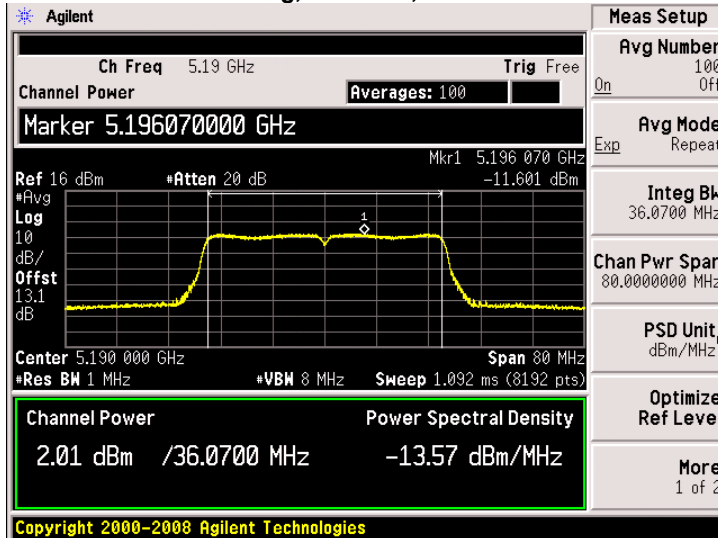 Agilent
Meas Setup
Ch Freq 5.19 GHz Trig Free
Channel Power Averages: 100
Marker 5.196070000 GHz
Mkr1 5.196 070 GHz
Ref 16 dBm #Atten 20 dB -11.601 dBm
#Avg
Log
10
dB/
Offst
13.1
dB
1
Center 5.190 000 GHz Span 80 MHz
#Res BW 1 MHz #VBW 8 MHz Sweep 1.092 ms (8192 pts)
Channel Power Power Spectral Density
2.01 dBm /36.0700 MHz -13.57 dBm/MHz
Copyright 2000-2008 Agilent Technologies
Avg Number
100
On Off
Avg Mode
Exp Repeat
Integ BW
36.0700 MHz
Chan Pwr Span
80.0000000 MHz
PSD Unit
dBm/MHz
Optimize
Ref Level
More
1 of 2